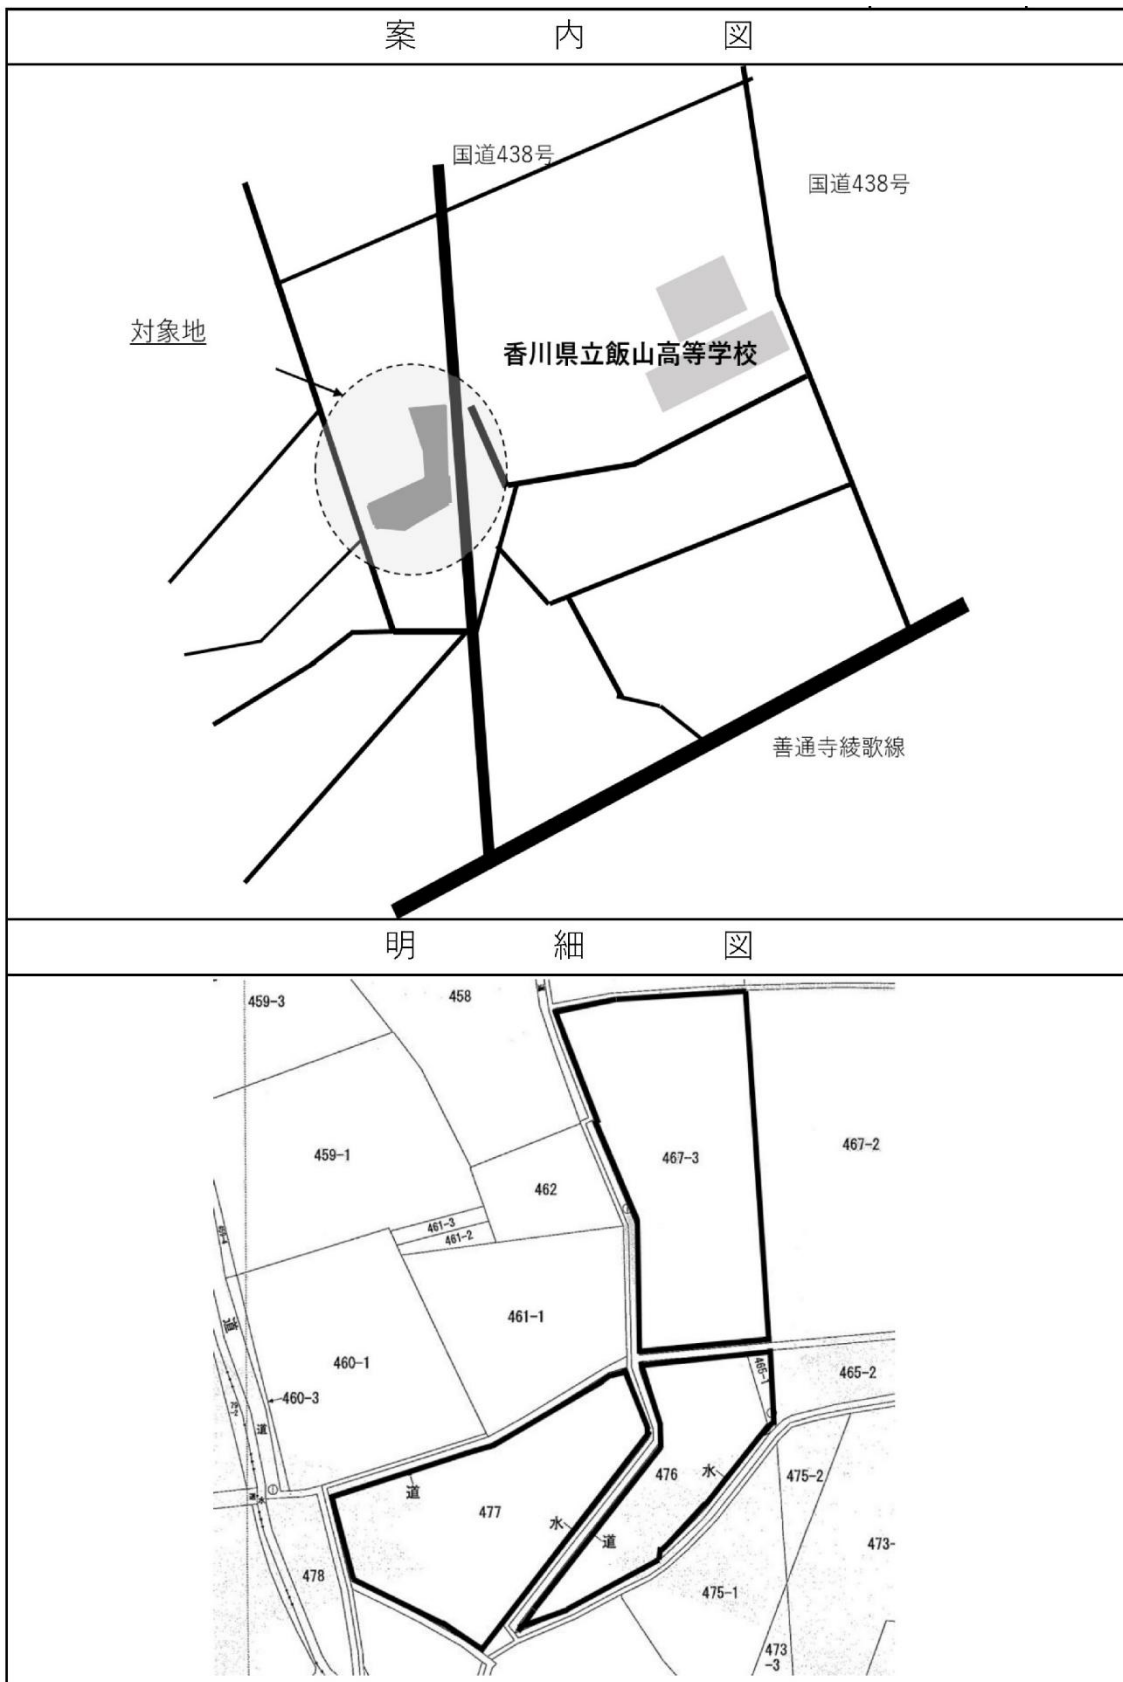 案 内 図
国道438号
国道438号
対象地
香川県立飯山高等学校
善通寺綾歌線
明 細 図
459-3
458
459-1
462
467-3
467-2
461-3
461-2
461-1
道
460-1
460-3
465-1
465-2
道
道
477
476
水
475-2
水
道
478
473-
475-1
473
-3